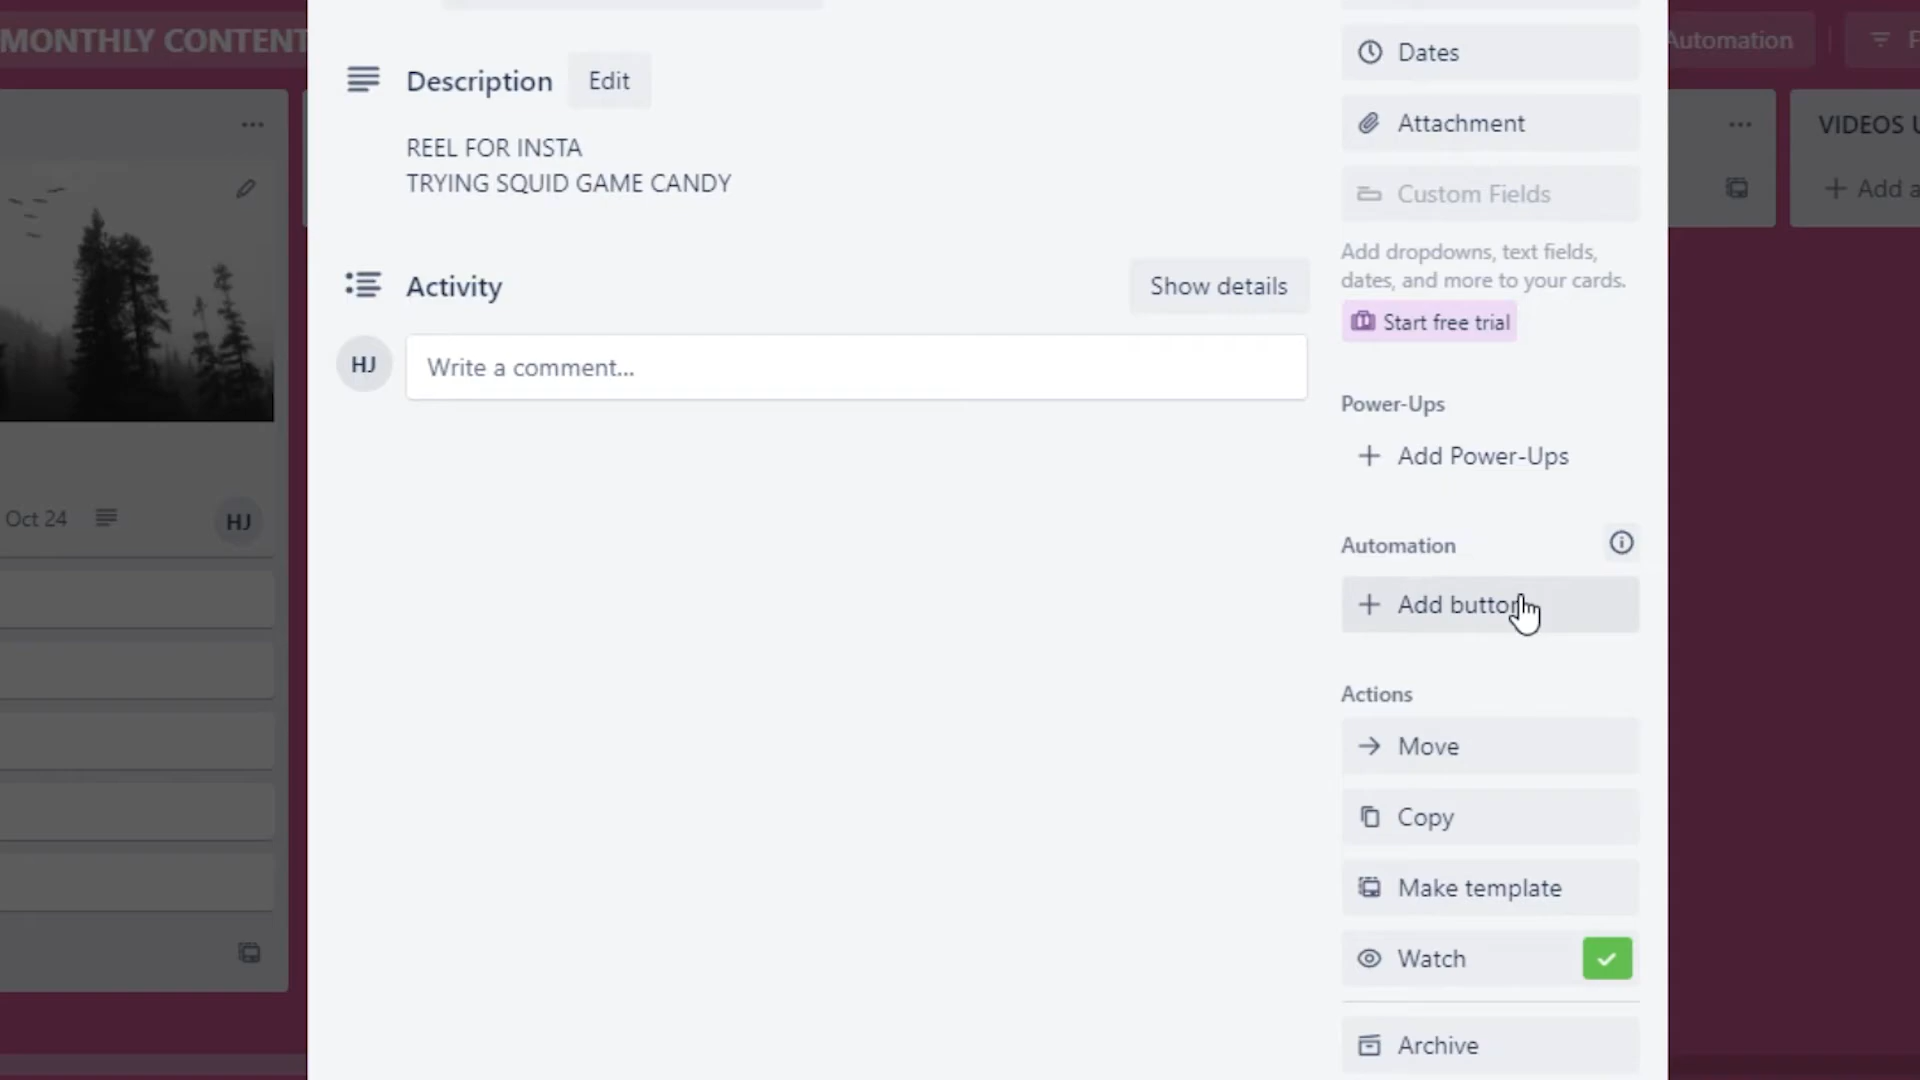 MONTHLY CONTENT
Automation
Oct 24
HJ
Description
Edit
REEL FOR INSTA
TRYING SQUID GAME CANDY
Activity
Show details
HJ
Write a comment...
Dates
Attachment
Custom Fields
Add dropdowns, text fields,
dates, and more to your cards.
Start free trial
Power-Ups
+ Add Power-Ups
Automation
+ Add button
Actions
Move
Copy
Make template
Watch
Archive
VIDEOS
+ Add